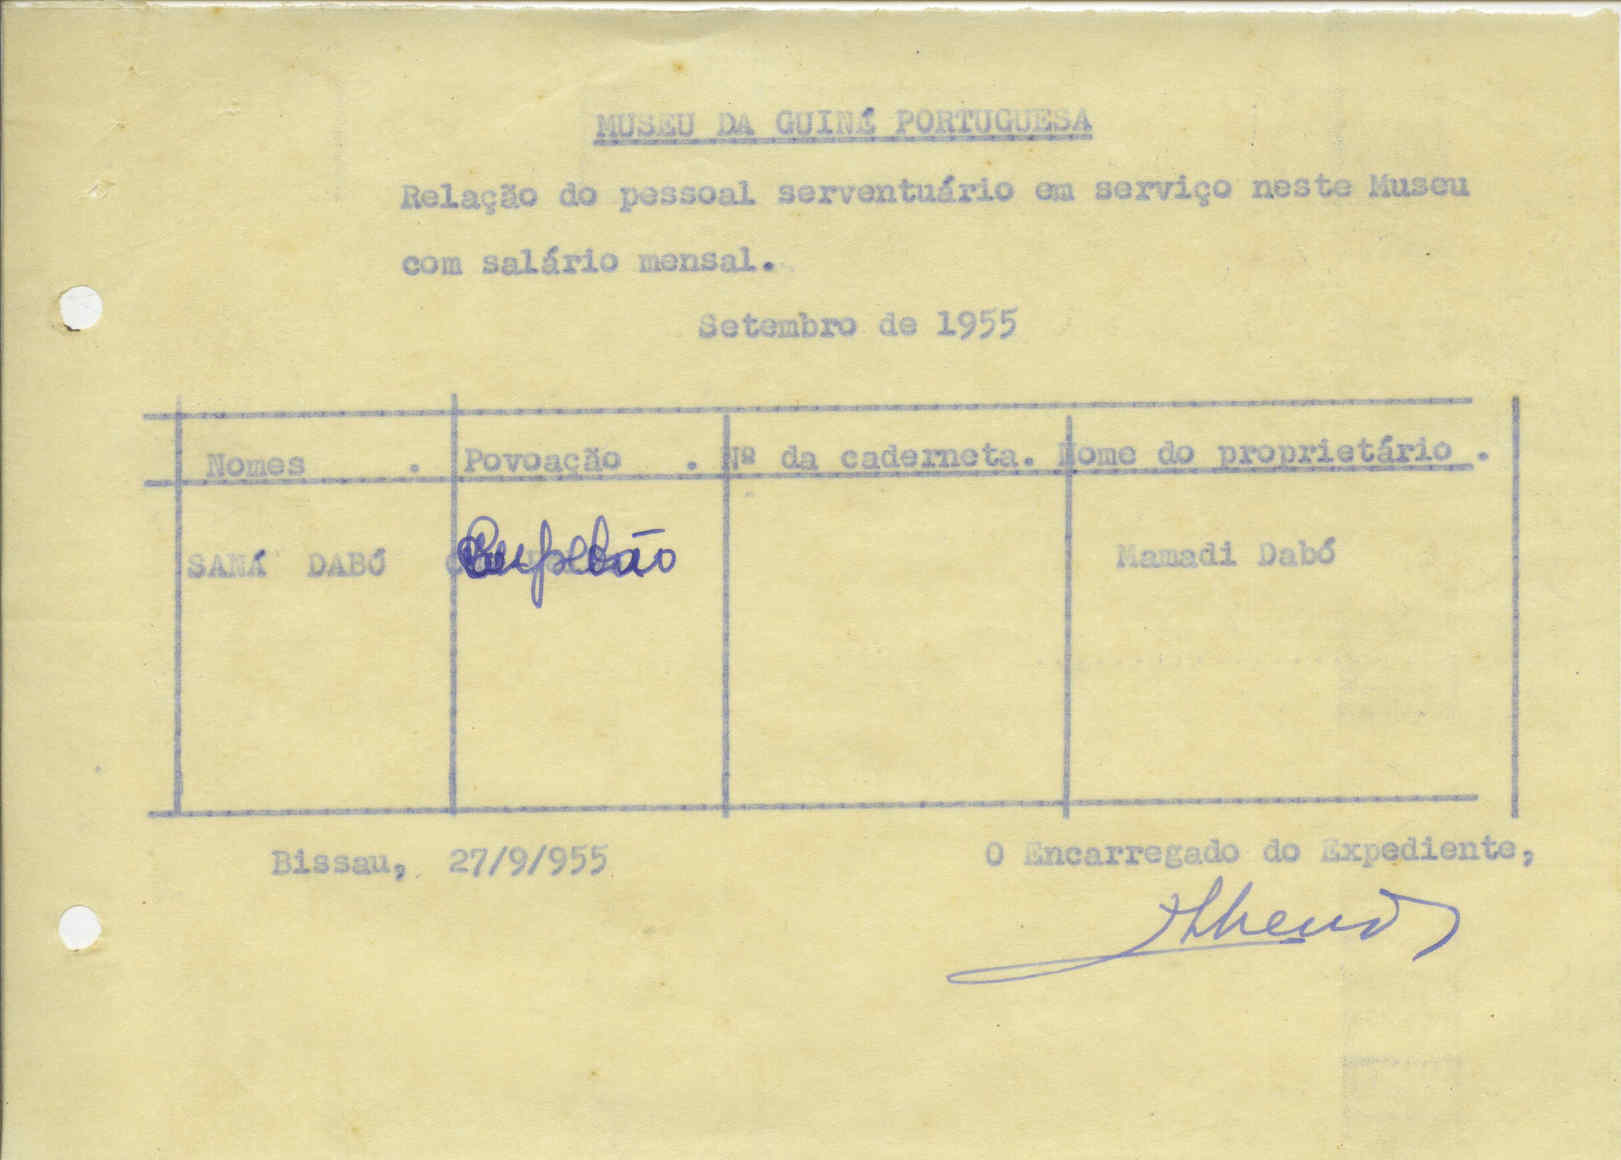 MUSEU DA GUINÉ PORTUGUESA
Relação do pessoal serventuário em serviço neste Museu
com salário mensal.
Setembro de 1955
Nomes . Povoação . Nº da caderneta. Nome do proprietário .
SANÁ DABÓ Mamadi Dabó
Bissau, 27/9/955 O Encarregado do Expediente,